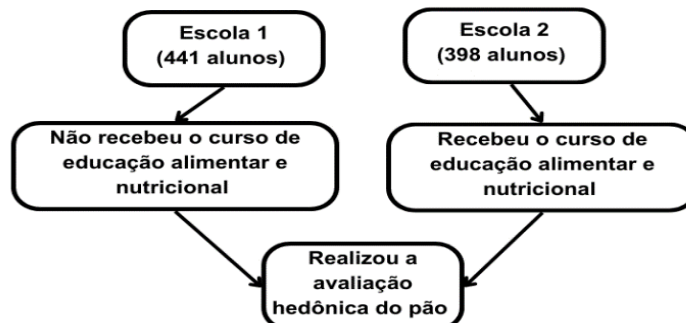 Escola 1
(441 alunos)
Escola 2
(398 alunos)
Não recebeu o curso de
educação alimentar e
nutricional
Recebeu o curso de
educação alimentar e
nutricional
Realizou a
avaliação
hedônica do pão